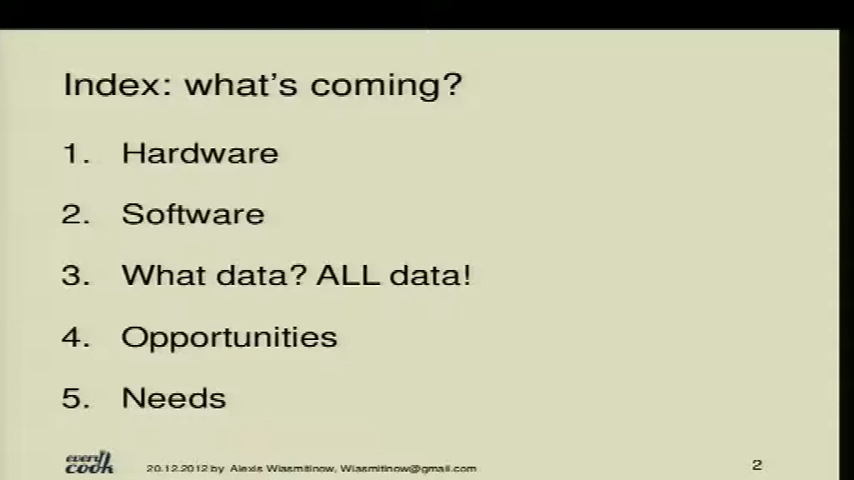 Index: what's coming?
1. Hardware
2. Software
3. What data? ALL data!
4. Opportunities
5. Needs
every cook
20.12.2012 by Alexis Wiasmitinow, Wiasmitinow@gmail.com
2